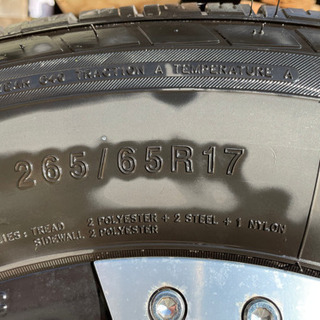 TRACTION A TEMPERATURE A
265/65R17
TREAD 2 POLYESTER + 2 STEEL + 1 NYLON
SIDEWALL 2 POLYESTER